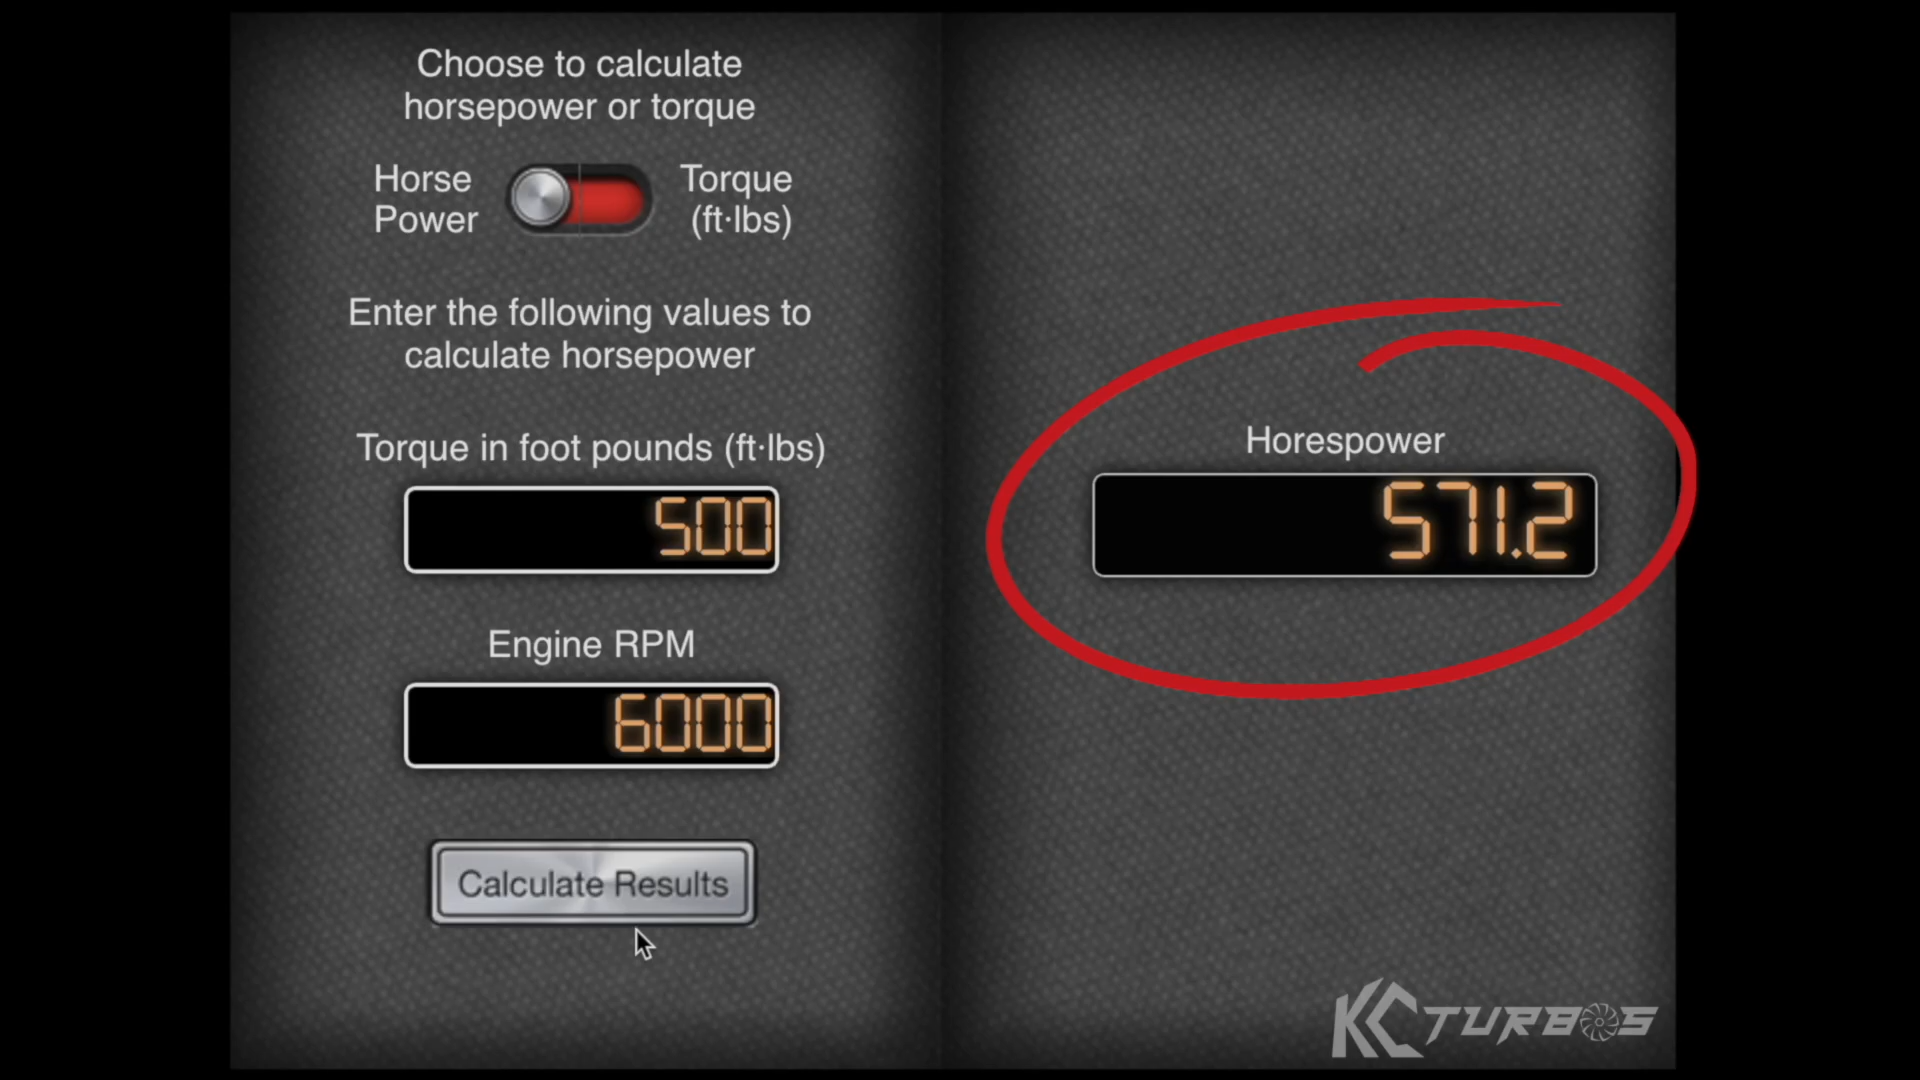 Choose to calculate
horsepower or torque
Horse
Power
Torque
(ft·lbs)
Enter the following values to
calculate horsepower
Torque in foot pounds (ft·lbs)
500
Engine RPM
6000
Calculate Results
Horespower
571.2
KC TURBOS